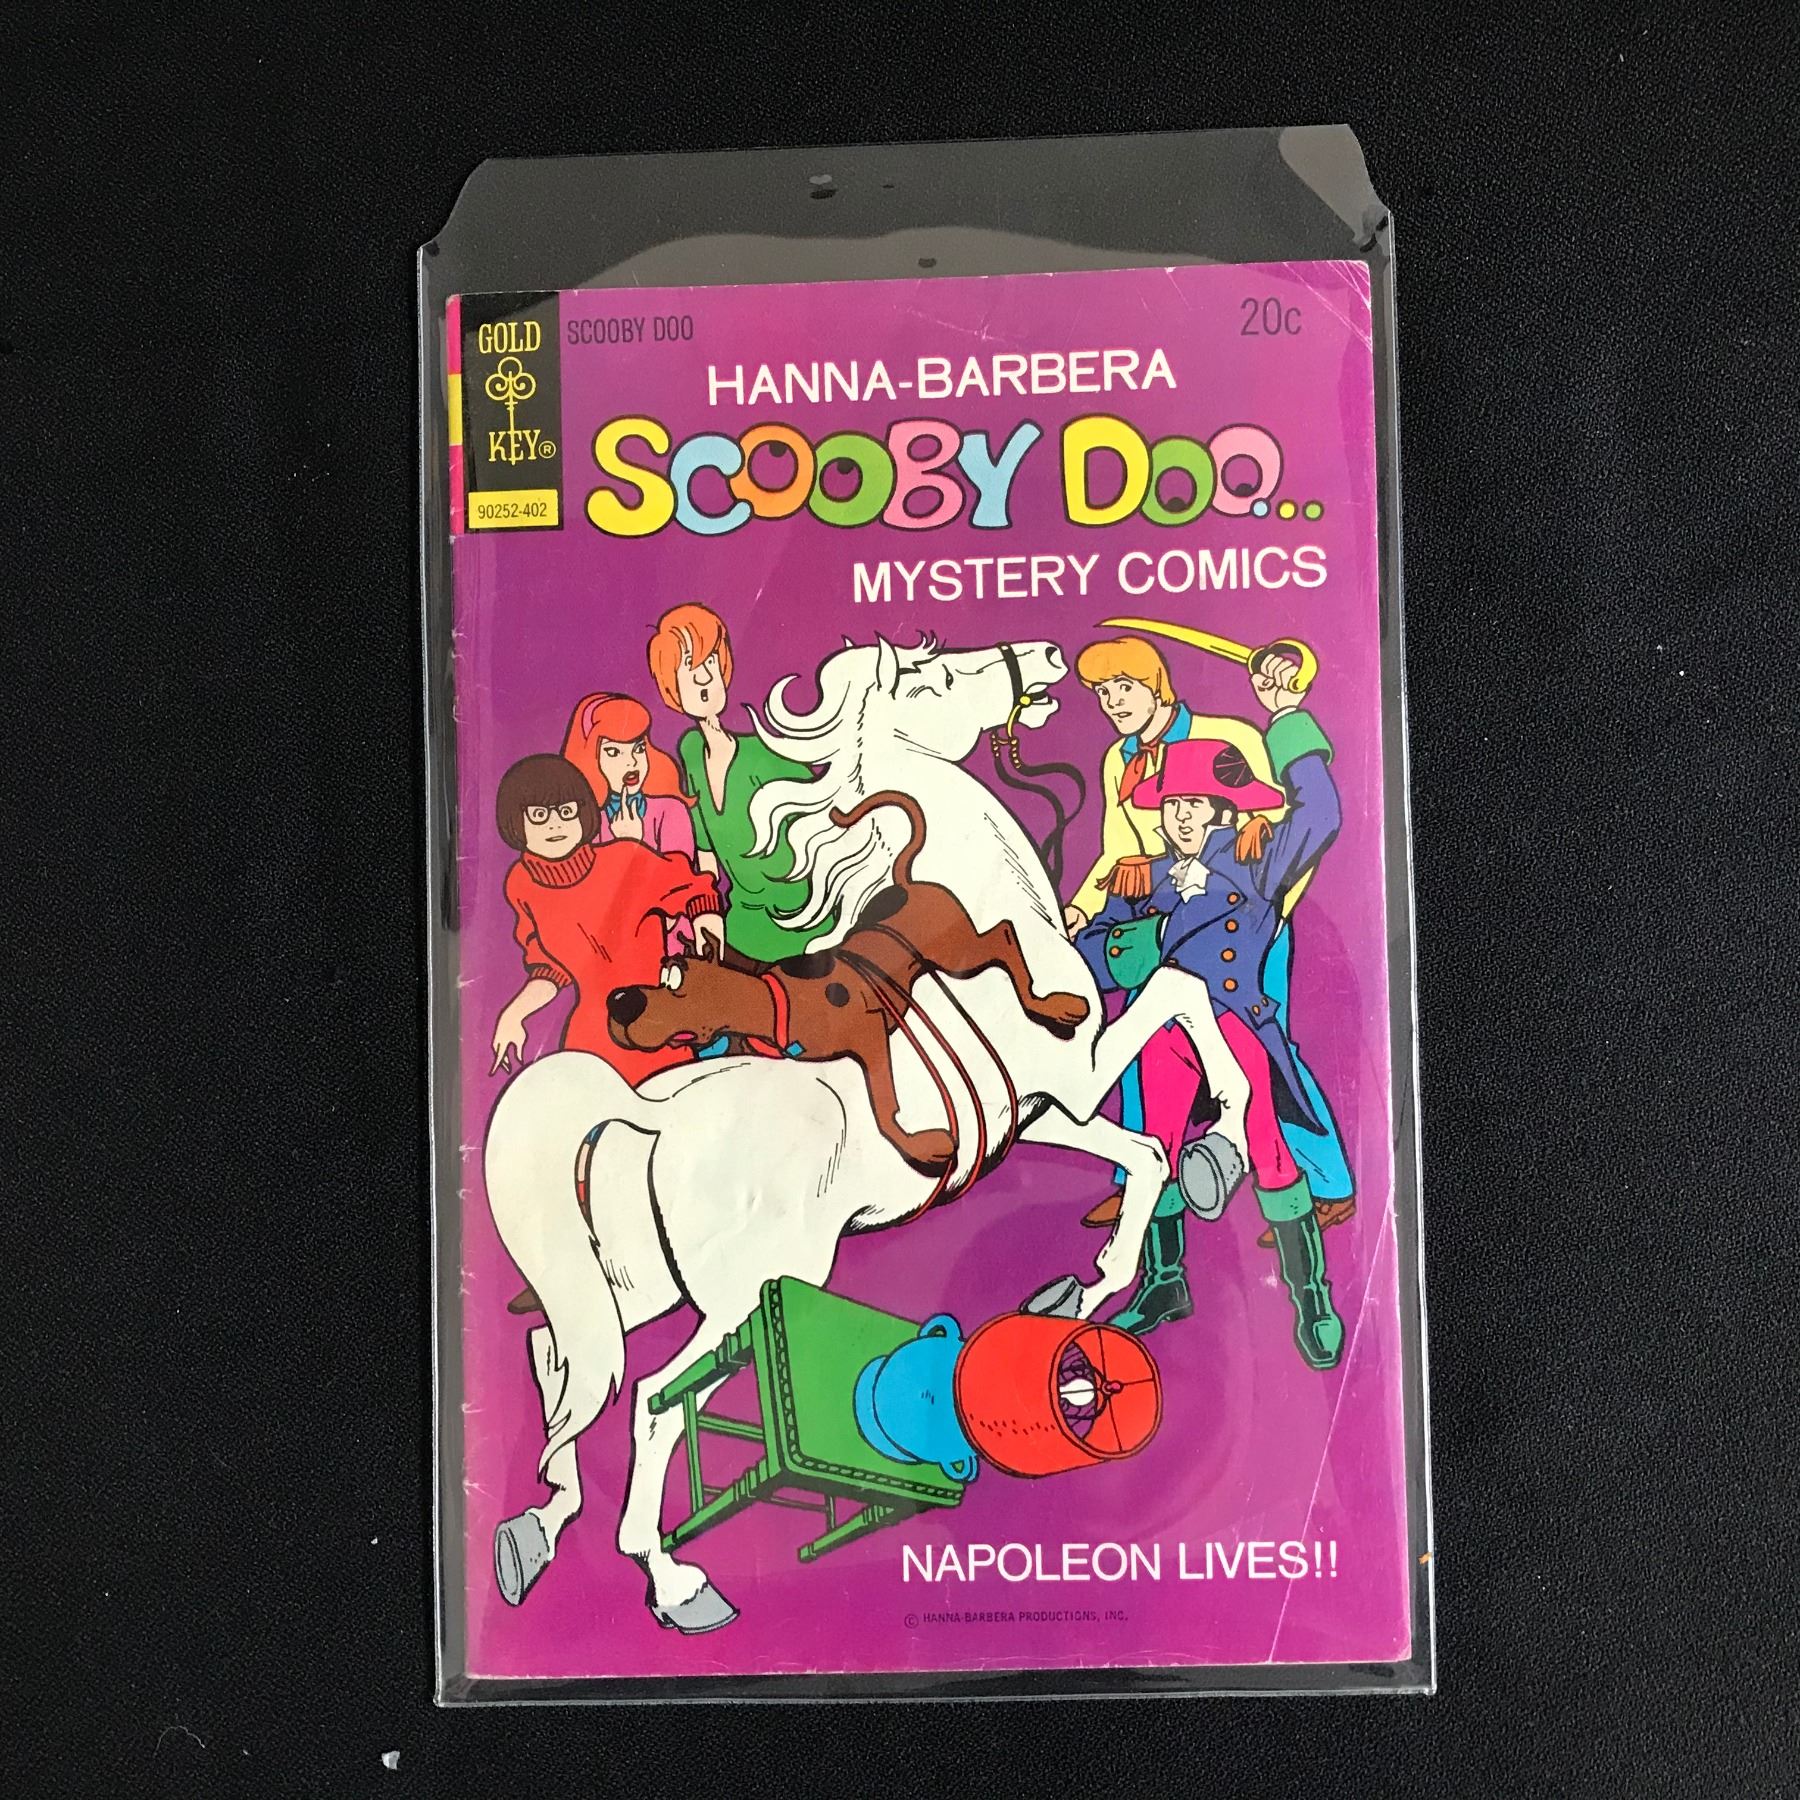 GOLD
KEY®
90252-402
SCOOBY DOO
20c
HANNA-BARBERA
SCOOBY DOO...
MYSTERY COMICS
NAPOLEON LIVES!!
© HANNA-BARBERA PRODUCTIONS, INC.